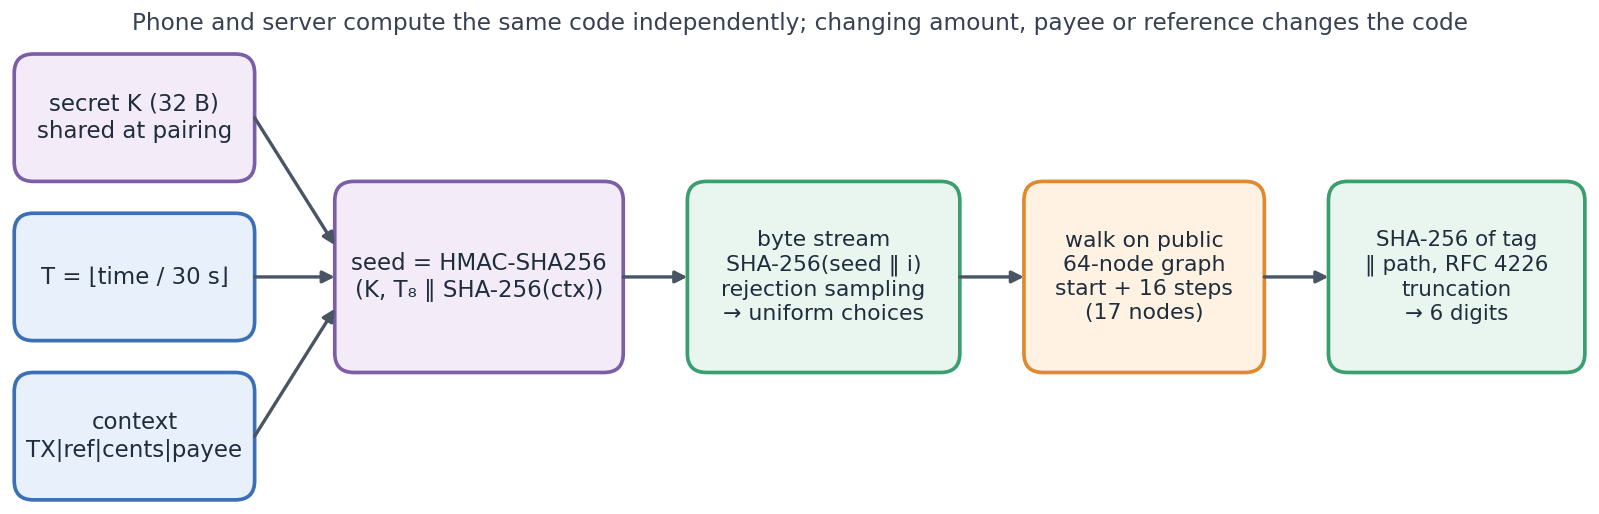 Phone and server compute the same code independently; changing amount, payee or reference changes the code
secret K (32 B)
shared at pairing
T = ⌊time / 30 s⌋
context
TX|ref|cents|payee
seed = HMAC-SHA256
(K, T₈ ∥ SHA-256(ctx))
byte stream
SHA-256(seed ∥ i)
rejection sampling
→ uniform choices
walk on public
64-node graph
start + 16 steps
(17 nodes)
SHA-256 of tag
∥ path, RFC 4226
truncation
→ 6 digits